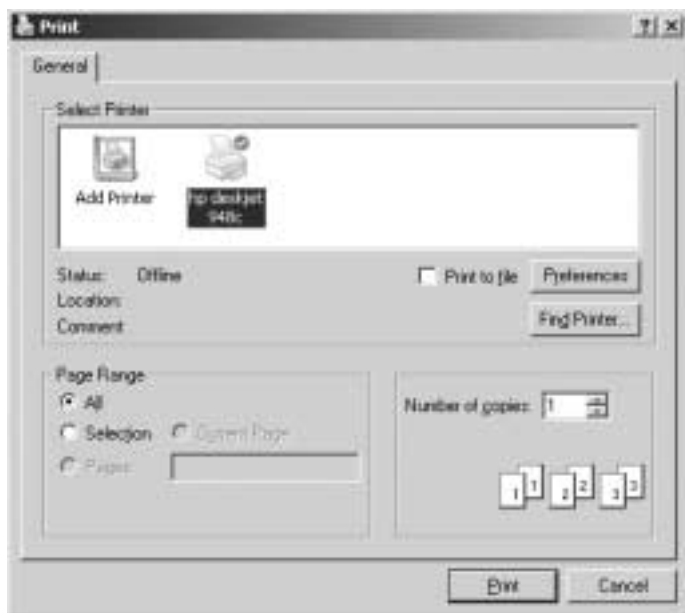 Print
General
Select Printer
Add Printer
hp deskjet
948c
Status: Offline
Print to file
Preferences
Location:
Comment:
Find Printer...
Page Range
All
Selection
Current Page
Pages:
Number of copies: 1
1 1 2 2 3 3
Print
Cancel